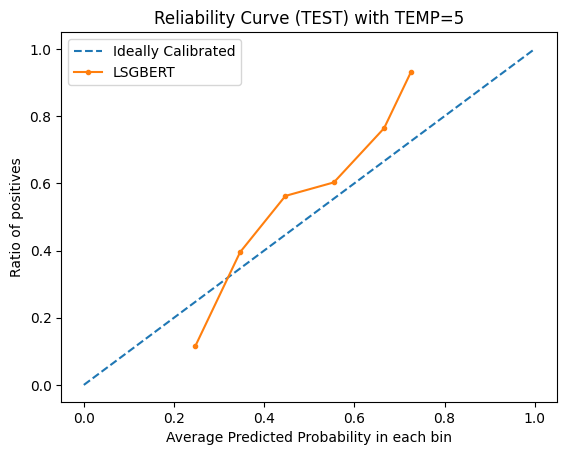 Reliability Curve (TEST) with TEMP=5
Ideally Calibrated
LSGBERT
Ratio of positives
1.0
0.8
0.6
0.4
0.2
0.0
0.0 0.2 0.4 0.6 0.8 1.0
Average Predicted Probability in each bin